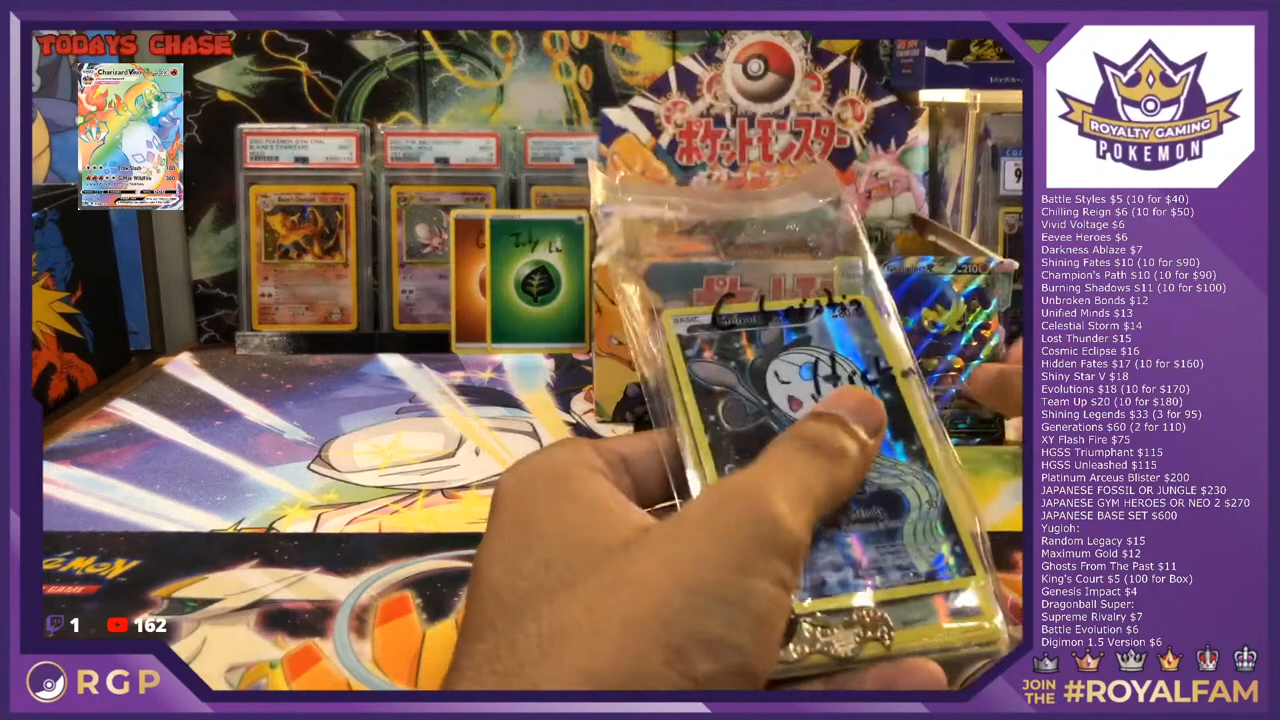 TODAYS CHASE
Charizard
Claw Slash 100
G-Max Wildfire 300
ポケットモンスター
BASIC
ROYALTY GAMING
POKEMON
Battle Styles $5 (10 for $40)
Chilling Reign $6 (10 for $50)
Vivid Voltage $6
Eevee Heroes $6
Darkness Ablaze $7
Shining Fates $10 (10 for $90)
Champion's Path $10 (10 for $90)
Burning Shadows $11 (10 for $100)
Unbroken Bonds $12
Unified Minds $13
Celestial Storm $14
Lost Thunder $15
Cosmic Eclipse $16
Hidden Fates $17 (10 for $160)
Shiny Star V $18
Evolutions $18 (10 for $170)
Team Up $20 (10 for $180)
Shining Legends $33 (3 for 95)
Generations $60 (2 for 110)
XY Flash Fire $75
HGSS Triumphant $115
HGSS Unleashed $115
Platinum Arceus Blister $200
JAPANESE FOSSIL OR JUNGLE $230
JAPANESE GYM HEROES OR NEO 2 $270
JAPANESE BASE SET $600
Yugioh:
Random Legacy $15
Maximum Gold $12
Ghosts From The Past $11
King's Court $5 (100 for Box)
Genesis Impact $4
Dragonball Super:
Supreme Rivalry $7
Battle Evolution $6
Digimon 1.5 Version $6
1 162
RGP
JOIN THE #ROYALFAM